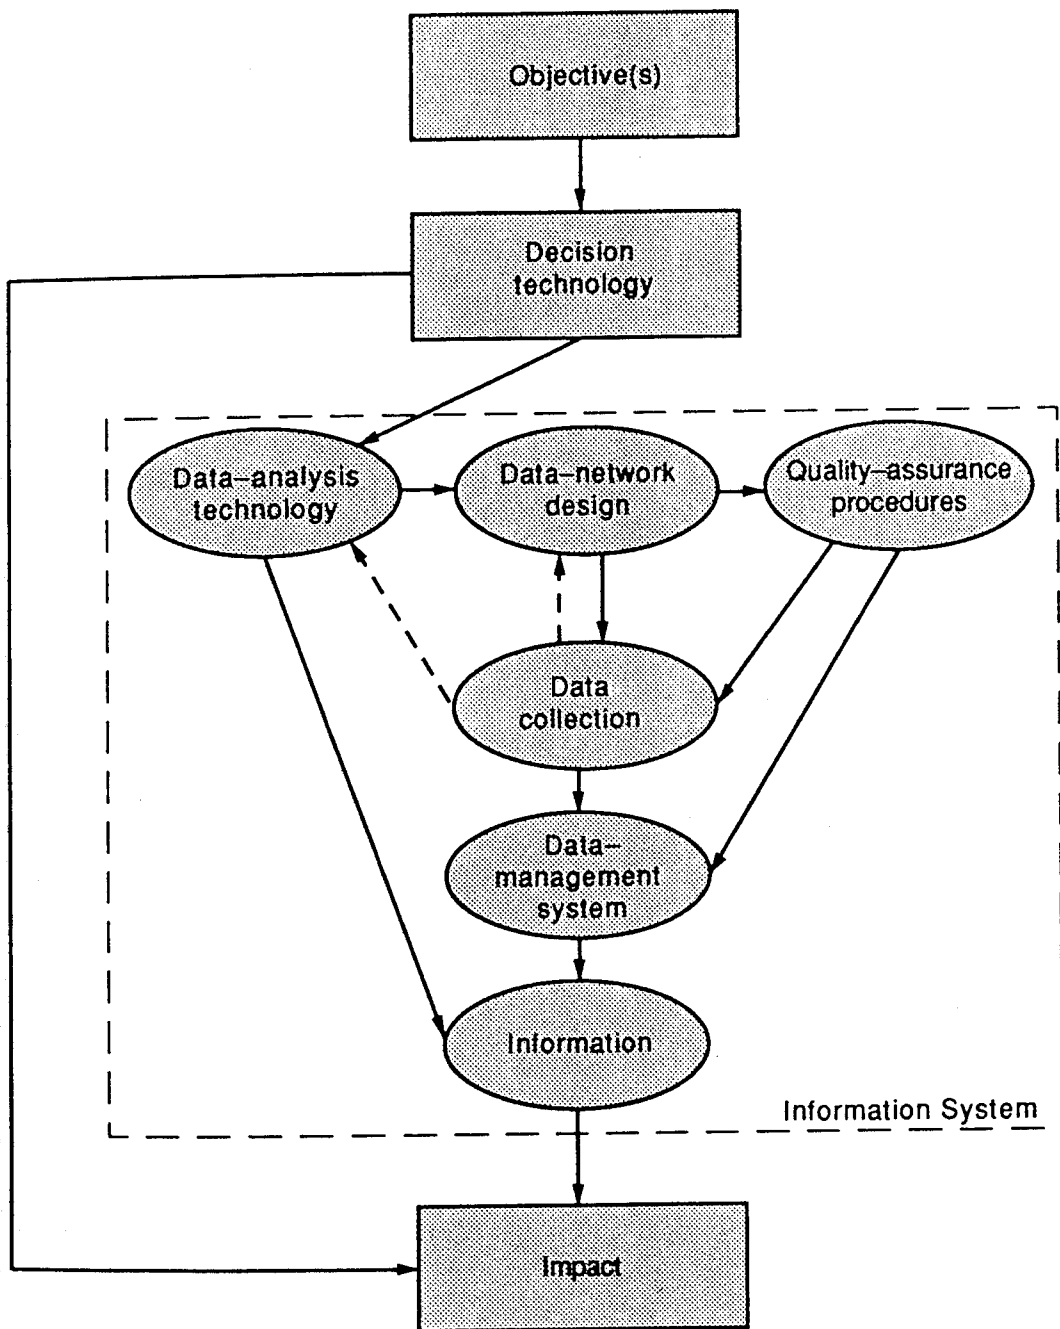 Objective(s)
Decision
technology
Data–analysis
technology
Data–network
design
Quality–assurance
procedures
Data
collection
Data–
management
system
Information
Information System
Impact